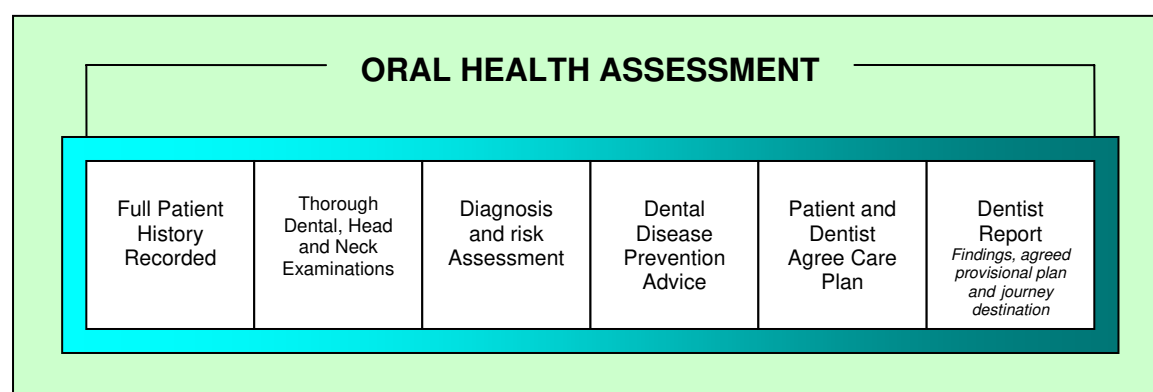 ORAL HEALTH ASSESSMENT
Full Patient
History
Recorded
Thorough
Dental, Head
and Neck
Examinations
Diagnosis
and risk
Assessment
Dental
Disease
Prevention
Advice
Patient and
Dentist
Agree Care
Plan
Dentist
Report
Findings, agreed
provisional plan
and journey
destination